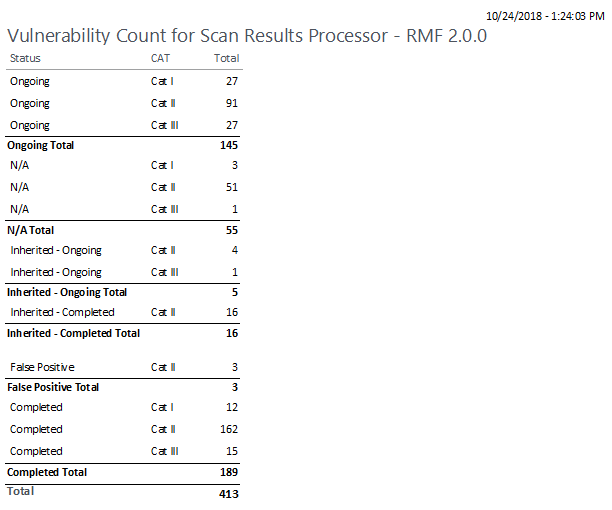 10/24/2018 - 1:24:03 PM
Vulnerability Count for Scan Results Processor - RMF 2.0.0
Status CAT Total
Ongoing Cat I 27
Ongoing Cat II 91
Ongoing Cat III 27
Ongoing Total 145
N/A Cat I 3
N/A Cat II 51
N/A Cat III 1
N/A Total 55
Inherited - Ongoing Cat II 4
Inherited - Ongoing Cat III 1
Inherited - Ongoing Total 5
Inherited - Completed Cat II 16
Inherited - Completed Total 16
False Positive Cat II 3
False Positive Total 3
Completed Cat I 12
Completed Cat II 162
Completed Cat III 15
Completed Total 189
Total 413